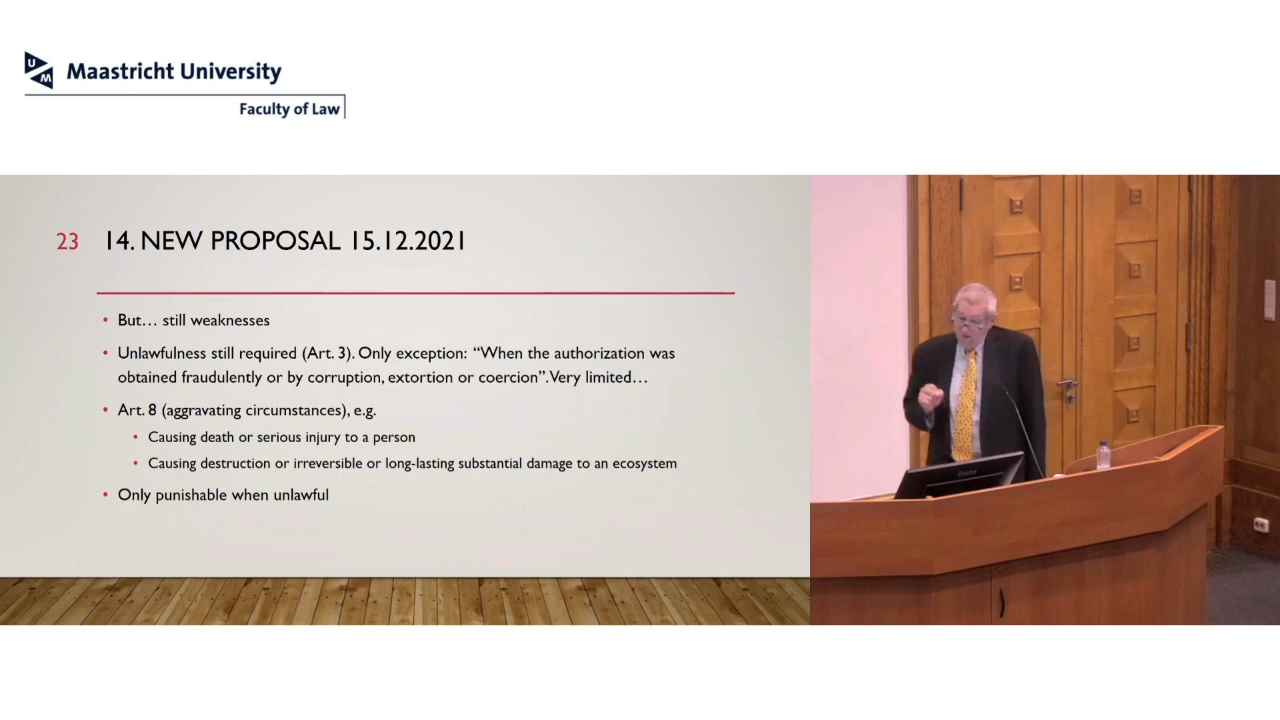 U
M
Maastricht University
Faculty of Law
23 14. NEW PROPOSAL 15.12.2021
• But… still weaknesses
• Unlawfulness still required (Art. 3). Only exception: “When the authorization was
obtained fraudulently or by corruption, extortion or coercion”. Very limited…
• Art. 8 (aggravating circumstances), e.g.
• Causing death or serious injury to a person
• Causing destruction or irreversible or long-lasting substantial damage to an ecosystem
• Only punishable when unlawful